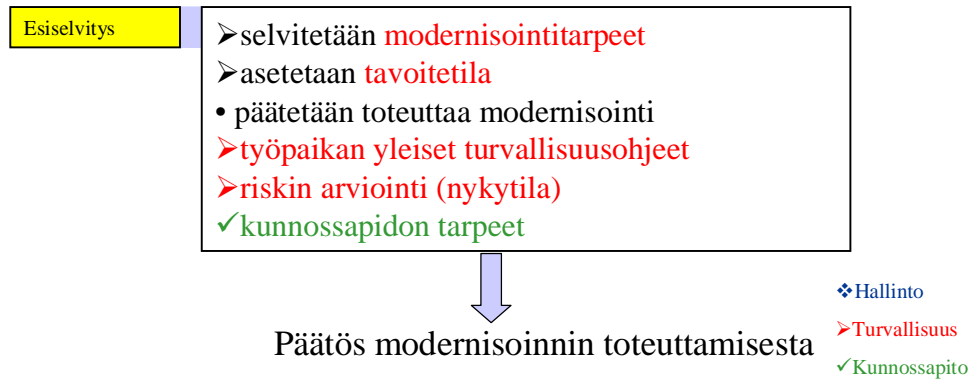 Esiselvitys
➢selvitetään modernisointitarpeet
➢asetetaan tavoitetila
• päätetään toteuttaa modernisointi
➢työpaikan yleiset turvallisuusohjeet
➢riskin arviointi (nykytila)
✓kunnossapidon tarpeet
Päätös modernisoinnin toteuttamisesta
❖Hallinto
➢Turvallisuus
✓Kunnossapito